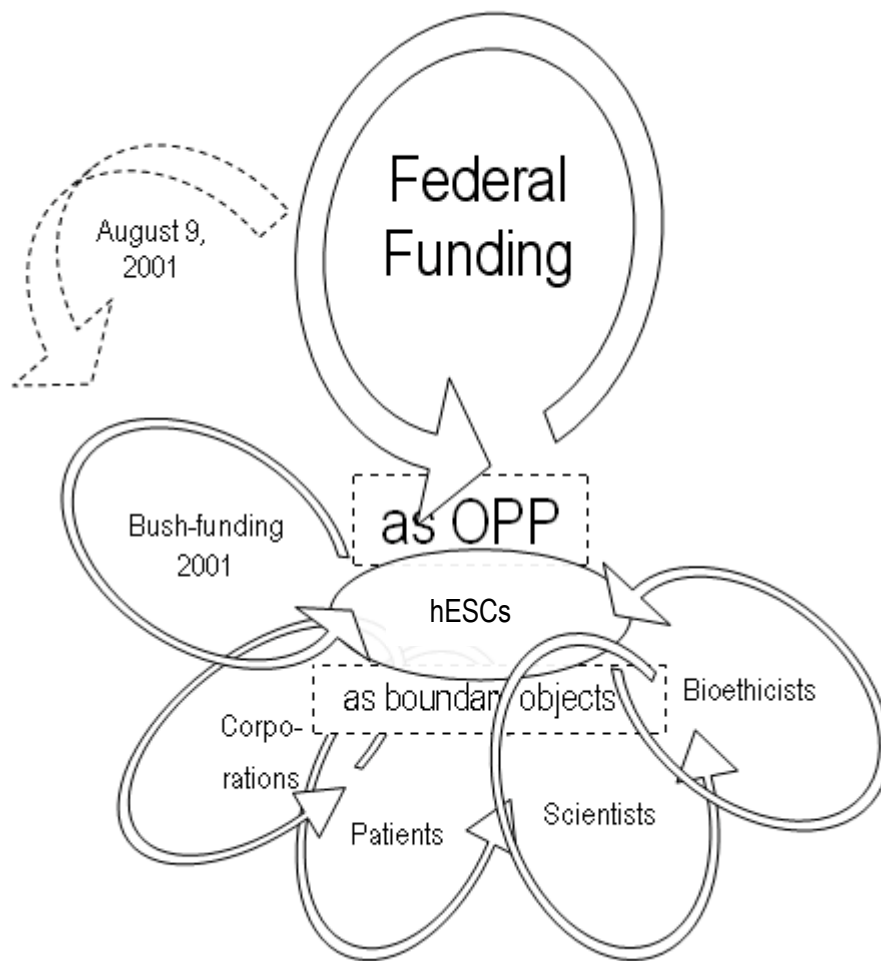 Federal
Funding
August 9,
2001
as OPP
Bush-funding
2001
hESCs
as boundary objects
Bioethicists
Corpo-
rations
Scientists
Patients